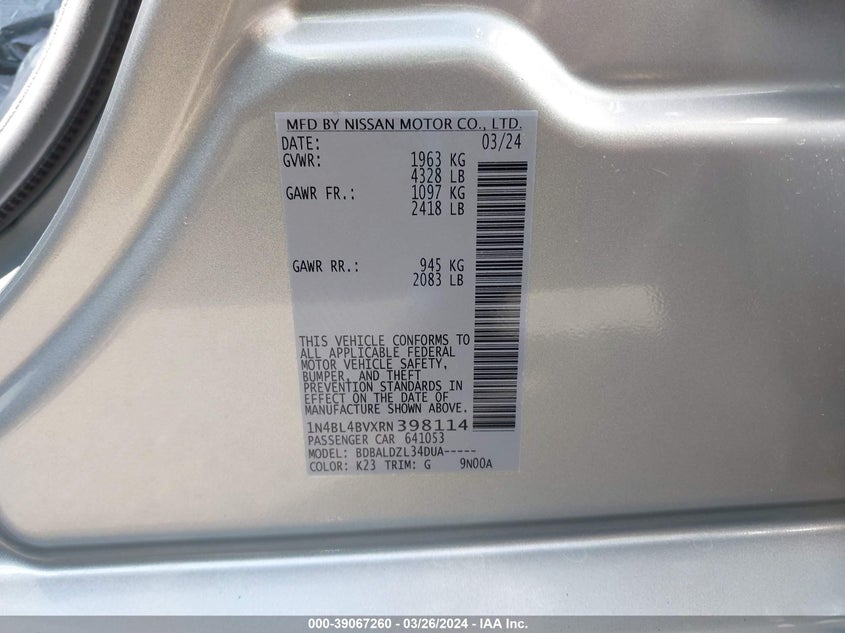 MFD BY NISSAN MOTOR CO., LTD.
DATE: 03/24
GVWR: 1963 KG
4328 LB
GAWR FR.: 1097 KG
2418 LB
GAWR RR.: 945 KG
2083 LB
THIS VEHICLE CONFORMS TO
ALL APPLICABLE FEDERAL
MOTOR VEHICLE SAFETY,
BUMPER, AND THEFT
PREVENTION STANDARDS IN
EFFECT ON THE DATE OF
MANUFACTURE SHOWN ABOVE.
1N4BL4BVXRN398114
PASSENGER CAR 641053
MODEL: BDBALDZL34DUA-----
COLOR: K23 TRIM: G 9N00A
000-39067260 - 03/26/2024 - IAA Inc.